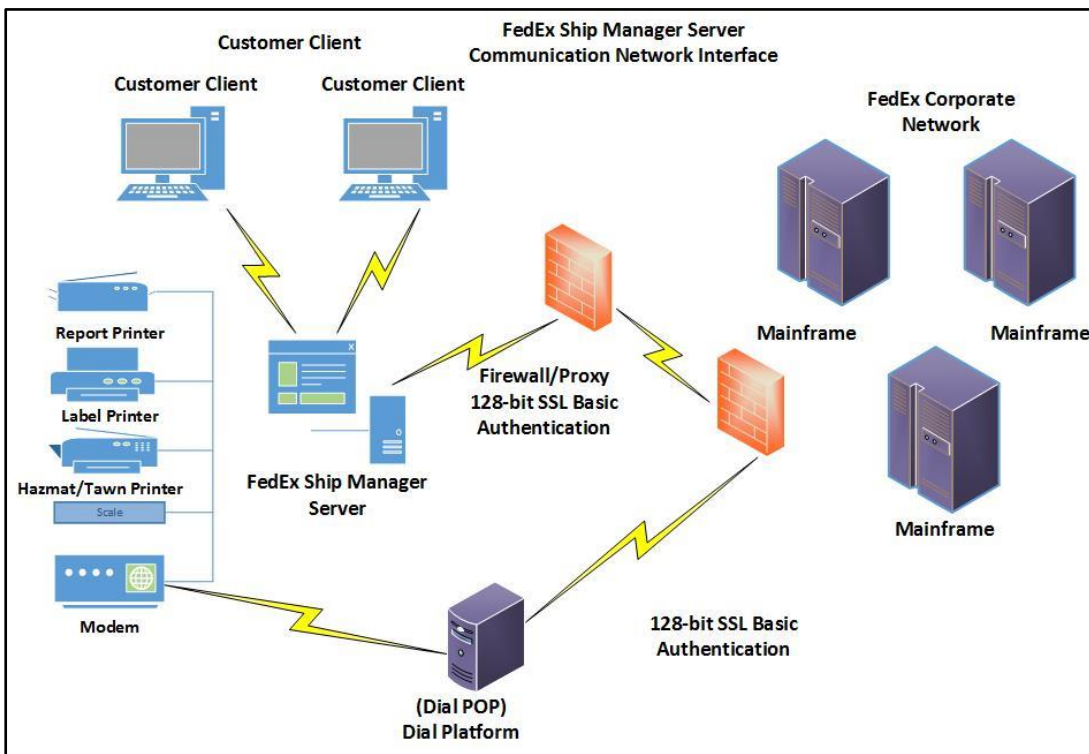 FedEx Ship Manager Server
Communication Network Interface
Customer Client
Customer Client
Customer Client
FedEx Corporate
Network
Mainframe
Mainframe
Mainframe
Report Printer
Label Printer
Hazmat/Tawn Printer
Scale
Modem
X
FedEx Ship Manager
Server
Firewall/Proxy
128-bit SSL Basic
Authentication
128-bit SSL Basic
Authentication
(Dial POP)
Dial Platform